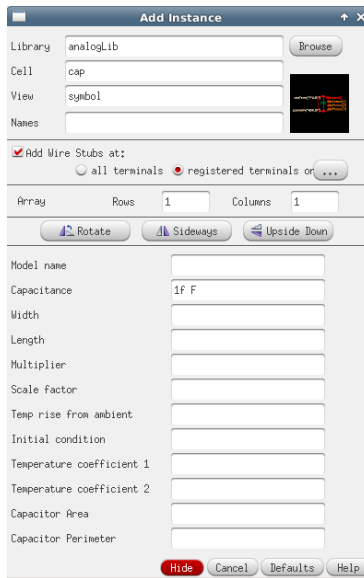 Add Instance
Library analogLib Browse
Cell cap
View symbol
Names
Add Wire Stubs at:
all terminals registered terminals on ...
Array Rows 1 Columns 1
Rotate Sideways Upside Down
Model name
Capacitance 1f F
Width
Length
Multiplier
Scale factor
Temp rise from ambient
Initial condition
Temperature coefficient 1
Temperature coefficient 2
Capacitor Area
Capacitor Perimeter
Hide Cancel Defaults Help